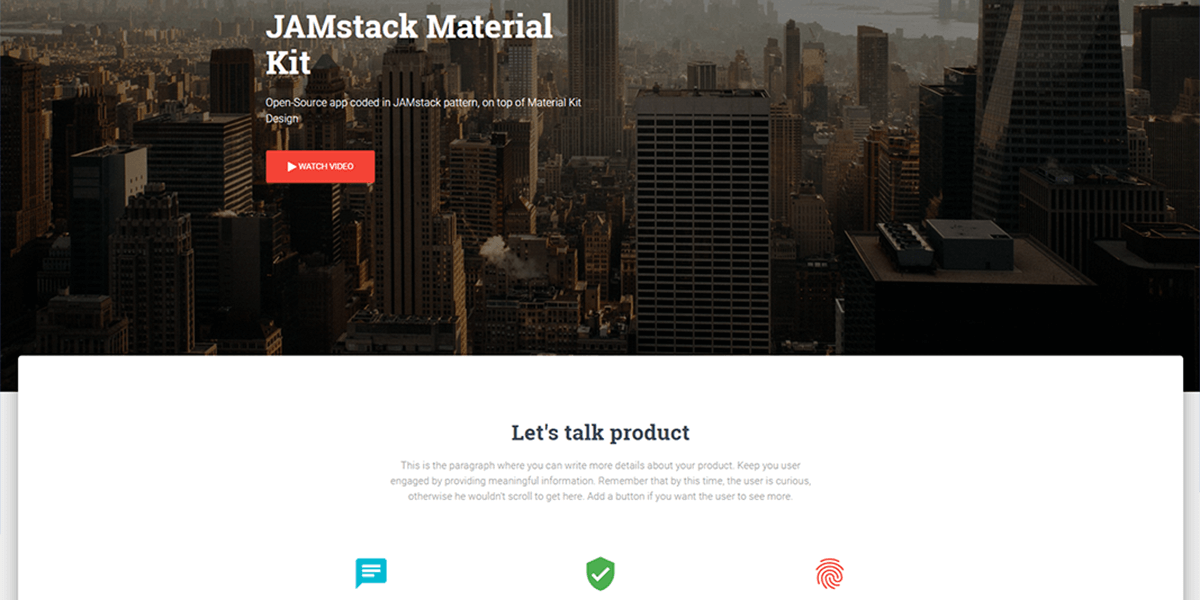 JAMstack Material
Kit
Open-Source app coded in JAMstack pattern, on top of Material Kit
Design
WATCH VIDEO
Let's talk product
This is the paragraph where you can write more details about your product. Keep you user
engaged by providing meaningful information. Remember that by this time, the user is curious,
otherwise he wouldn't scroll to get here. Add a button if you want the user to see more.